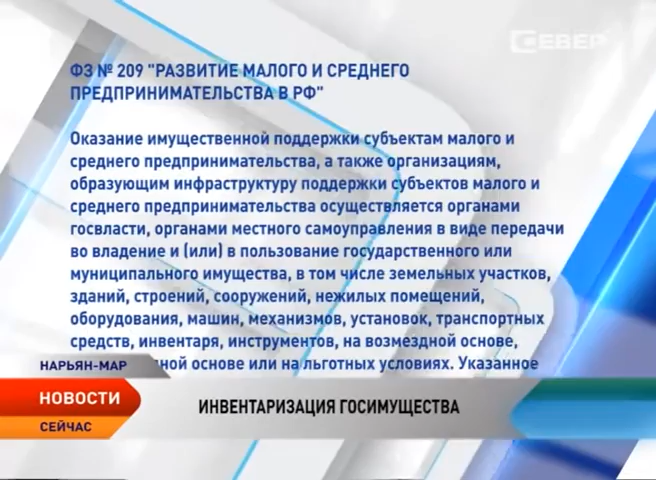 СЕВЕР
ФЗ № 209 "РАЗВИТИЕ МАЛОГО И СРЕДНЕГО
ПРЕДПРИНИМАТЕЛЬСТВА В РФ"
Оказание имущественной поддержки субъектам малого и
среднего предпринимательства, а также организациям,
образующим инфраструктуру поддержки субъектов малого и
среднего предпринимательства осуществляется органами
госвласти, органами местного самоуправления в виде передачи
во владение и (или) в пользование государственного или
муниципального имущества, в том числе земельных участков,
зданий, строений, сооружений, нежилых помещений,
оборудования, машин, механизмов, установок, транспортных
средств, инвентаря, инструментов, на возмездной основе,
основе или на льготных условиях. Указанное
НАРЬЯН-МАР
НОВОСТИ
СЕЙЧАС
ИНВЕНТАРИЗАЦИЯ ГОСИМУЩЕСТВА